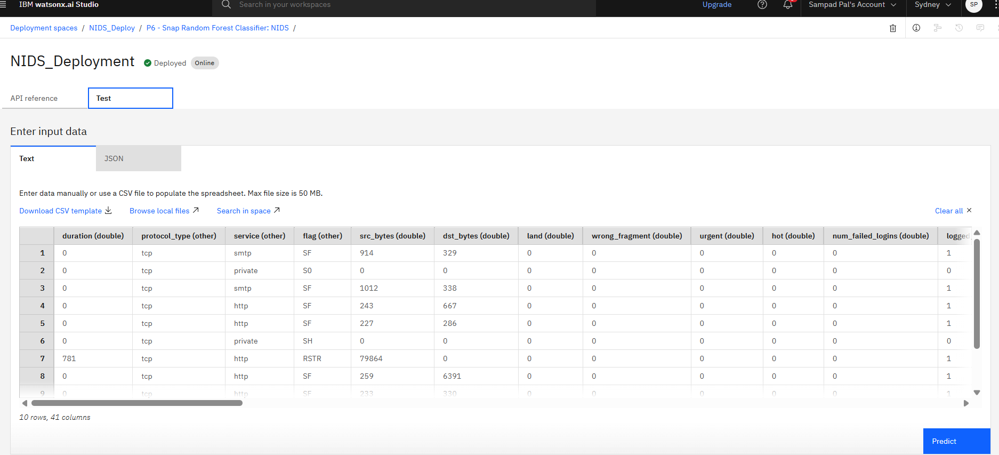 IBM watsonx.ai Studio
Search in your workspaces
Upgrade
Sampad Pal's Account
Sydney
SP
Deployment spaces / NIDS_Deploy / P6 - Snap Random Forest Classifier: NIDS /
NIDS_Deployment
Deployed
Online
API reference
Test
Enter input data
Text
JSON
Enter data manually or use a CSV file to populate the spreadsheet. Max file size is 50 MB.
Download CSV template
Browse local files
Search in space
Clear all
duration (double) protocol_type (other) service (other) flag (other) src_bytes (double) dst_bytes (double) land (double) wrong_fragment (double) urgent (double) hot (double) num_failed_logins (double) logged
1 0 tcp smtp SF 914 329 0 0 0 0 0 1
2 0 tcp private S0 0 0 0 0 0 0 0 0
3 0 tcp smtp SF 1012 338 0 0 0 0 0 1
4 0 tcp http SF 243 667 0 0 0 0 0 1
5 0 tcp http SF 227 286 0 0 0 0 0 1
6 0 tcp private SH 0 0 0 0 0 0 0 0
7 781 tcp http RSTR 79864 0 0 0 0 0 0 1
8 0 tcp http SF 259 6391 0 0 0 0 0 1
9 0 tcp http SF 233 330 0 0 0 0 0 1
10 rows, 41 columns
Predict